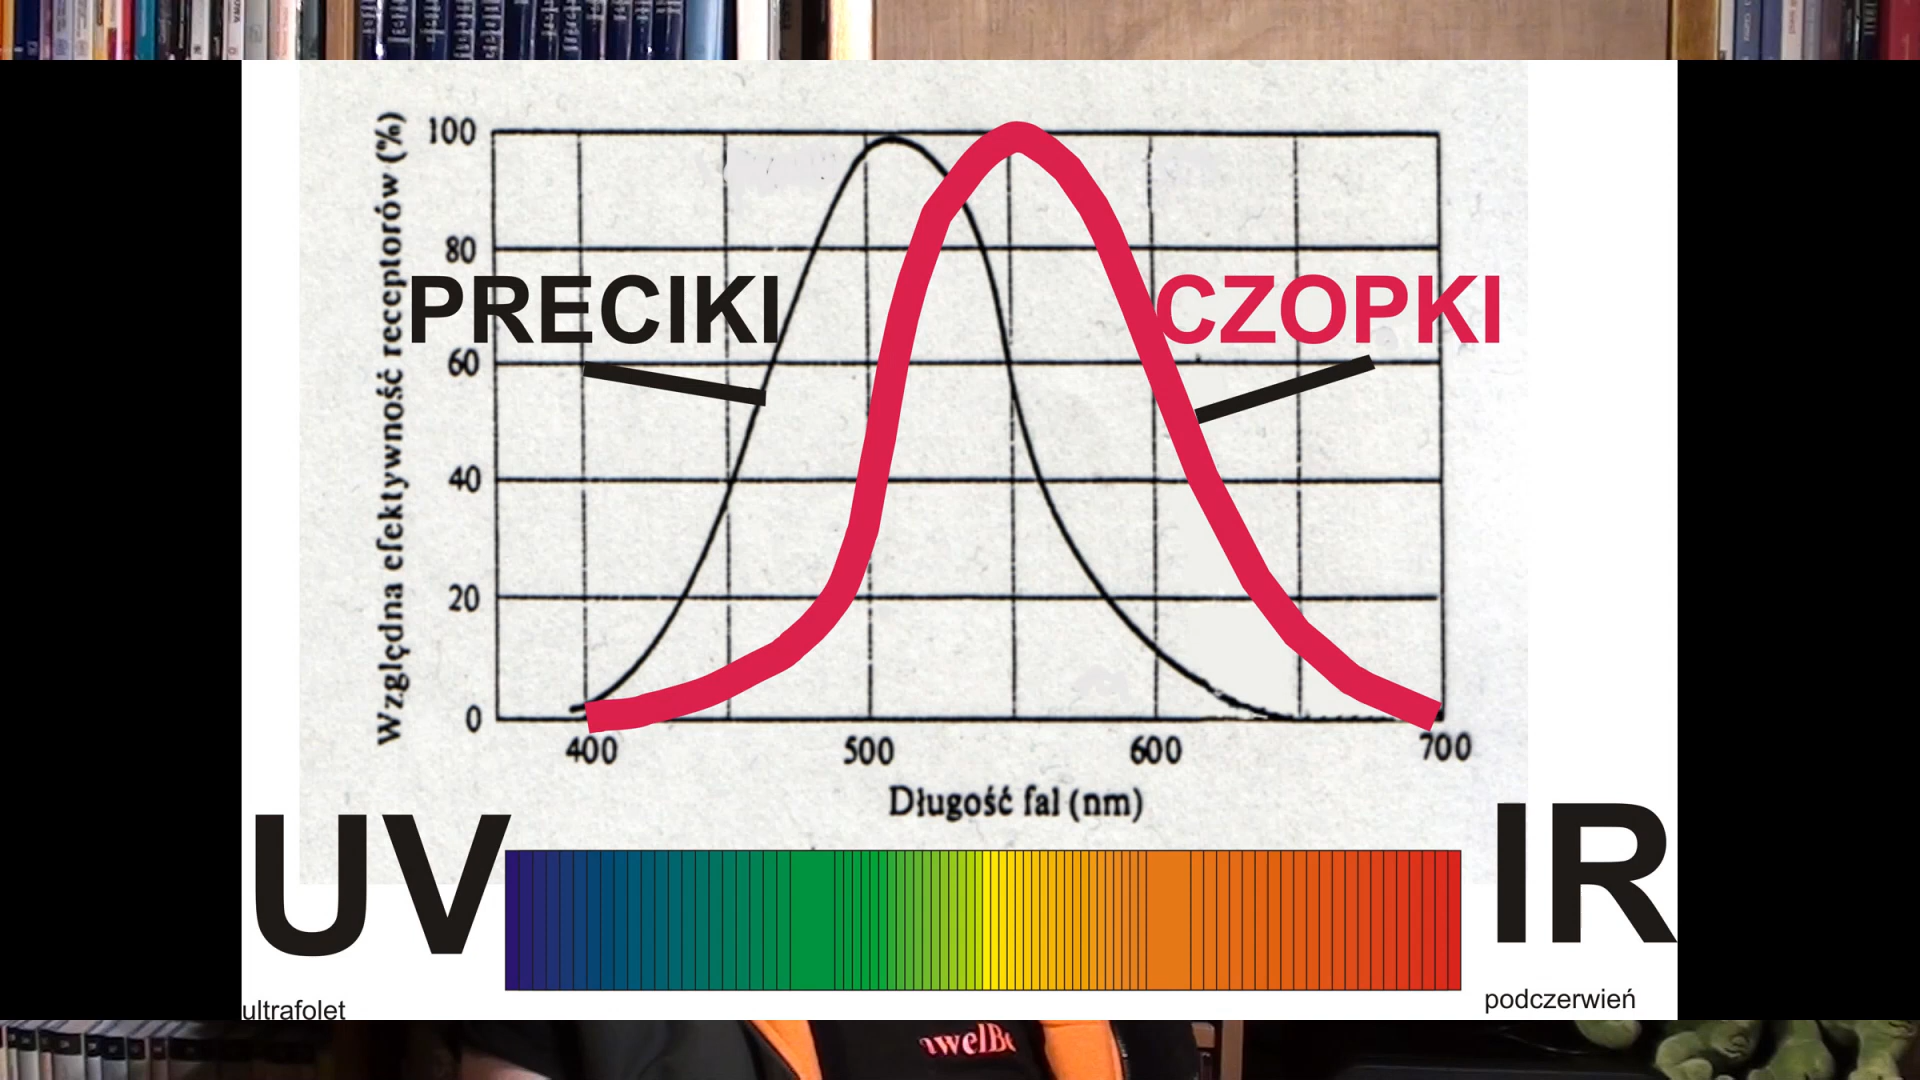 Względna efektywność receptorów (%)
100
80
60
40
20
0
PRECIKI
CZOPKI
400 500 600 700
Długość fal (nm)
UV
IR
ultrafolet
podczerwień